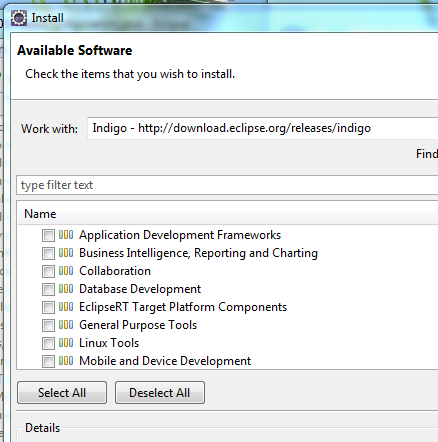 Install
Available Software
Check the items that you wish to install.
Work with:
Indigo - http://download.eclipse.org/releases/indigo
Find
type filter text
Name
Application Development Frameworks
Business Intelligence, Reporting and Charting
Collaboration
Database Development
EclipseRT Target Platform Components
General Purpose Tools
Linux Tools
Mobile and Device Development
Select All
Deselect All
Details